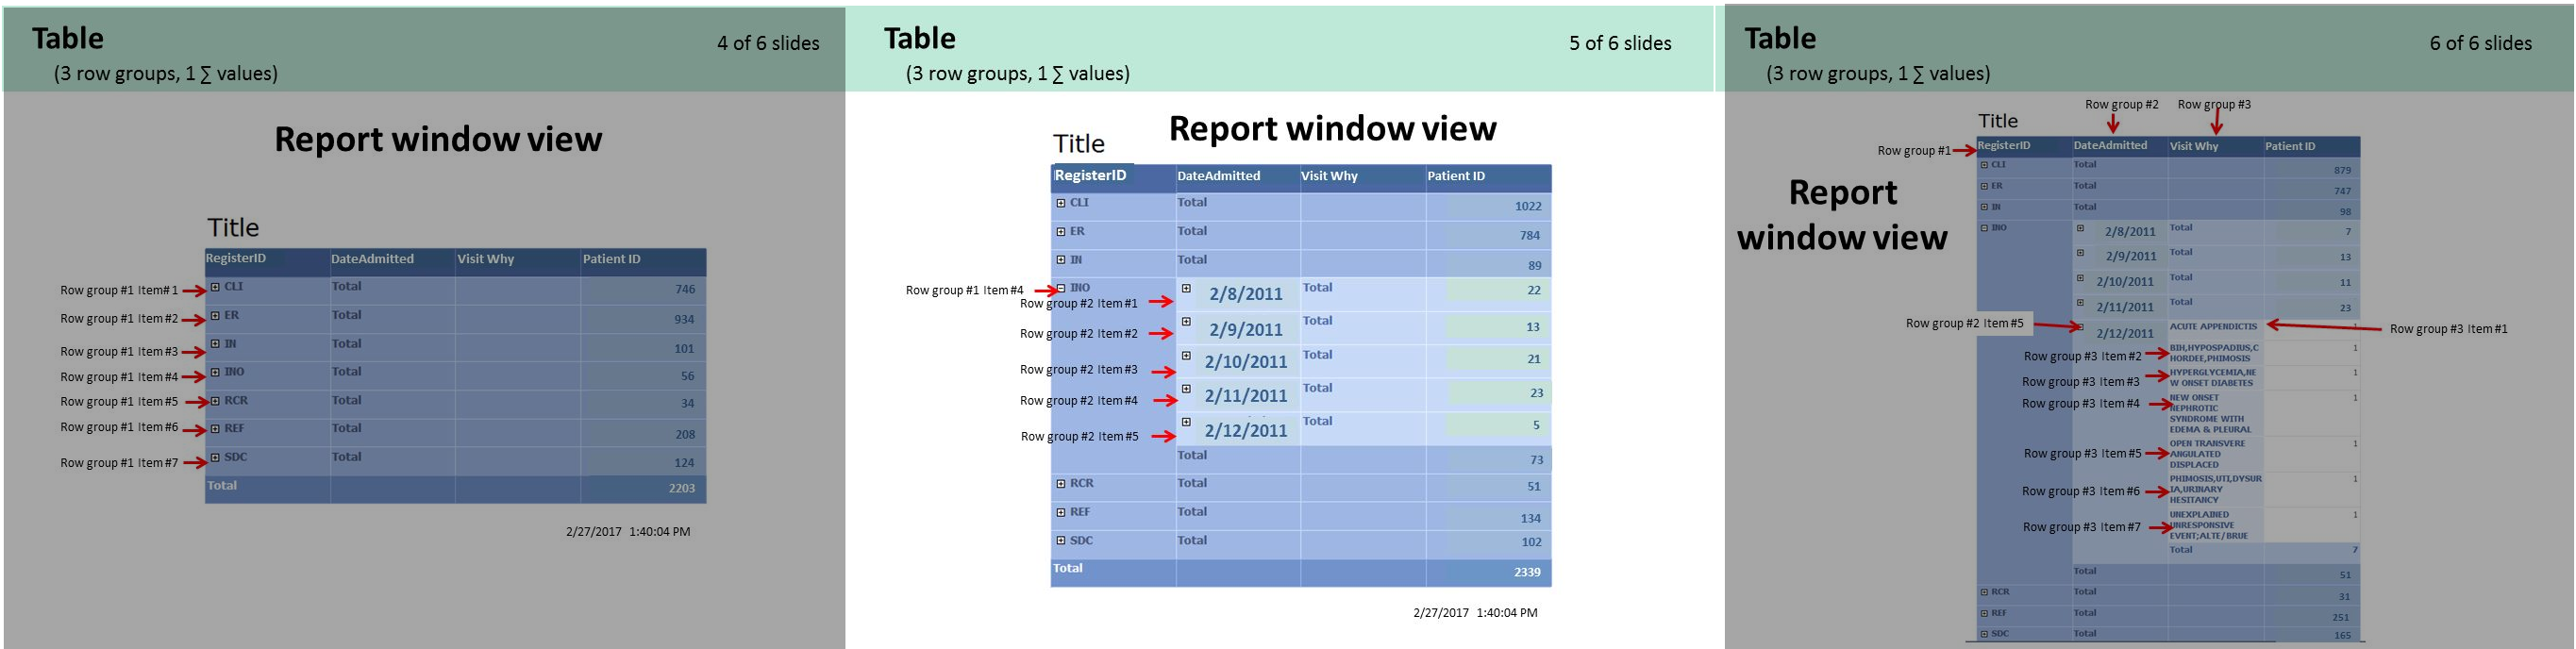 Table
4 of 6 slides
(3 row groups, 1 ∑ values)
Report window view
Title
RegisterID DateAdmitted Visit Why Patient ID
Row group #1 Item# 1 CLI Total 746
Row group #1 Item #2 ER Total 934
Row group #1 Item #3 IN Total 101
Row group #1 Item #4 INO Total 56
Row group #1 Item #5 RCR Total 34
Row group #1 Item #6 REF Total 208
Row group #1 Item #7 SDC Total 124
Total 2203
2/27/2017 1:40:04 PM
Table
5 of 6 slides
(3 row groups, 1 ∑ values)
Report window view
Title
RegisterID DateAdmitted Visit Why Patient ID
CLI Total 1022
ER Total 784
IN Total 89
Row group #1 Item #4 INO
Row group #2 Item #1 2/8/2011 Total 22
Row group #2 Item #2 2/9/2011 Total 13
Row group #2 Item #3 2/10/2011 Total 21
Row group #2 Item #4 2/11/2011 Total 23
Row group #2 Item #5 2/12/2011 Total 5
Total 73
RCR Total 51
REF Total 134
SDC Total 102
Total 2339
2/27/2017 1:40:04 PM
Table
6 of 6 slides
(3 row groups, 1 ∑ values)
Row group #2 Row group #3
Title
Report
window view
Row group #1 RegisterID DateAdmitted Visit Why Patient ID
CLI Total 879
ER Total 747
IN Total 98
INO 2/8/2011 Total 7
2/9/2011 Total 13
2/10/2011 Total 11
2/11/2011 Total 23
Row group #2 Item #5 2/12/2011 ACUTE APPENDICTIS 1 Row group #3 Item #1
Row group #3 Item #2 BIH,HYPOSPADIUS,C 1
HORDEE,PHIMOSIS
Row group #3 Item #3 HYPERGLYCEMIA,NE 1
W ONSET DIABETES
Row group #3 Item #4 NEW ONSET 1
NEPHROTIC
SYNDROME WITH
EDEMA & PLEURAL
Row group #3 Item #5 OPEN TRANSVERE 1
ANGULATED
DISPLACED
Row group #3 Item #6 PHIMOSIS,UTI,DYSUR 1
IA,URINARY
HESITANCY
Row group #3 Item #7 UNEXPLAINED 1
UNRESPONSIVE
EVENT;ALTE/BRUE
Total 7
Total 51
RCR Total 31
REF Total 251
SDC Total 165